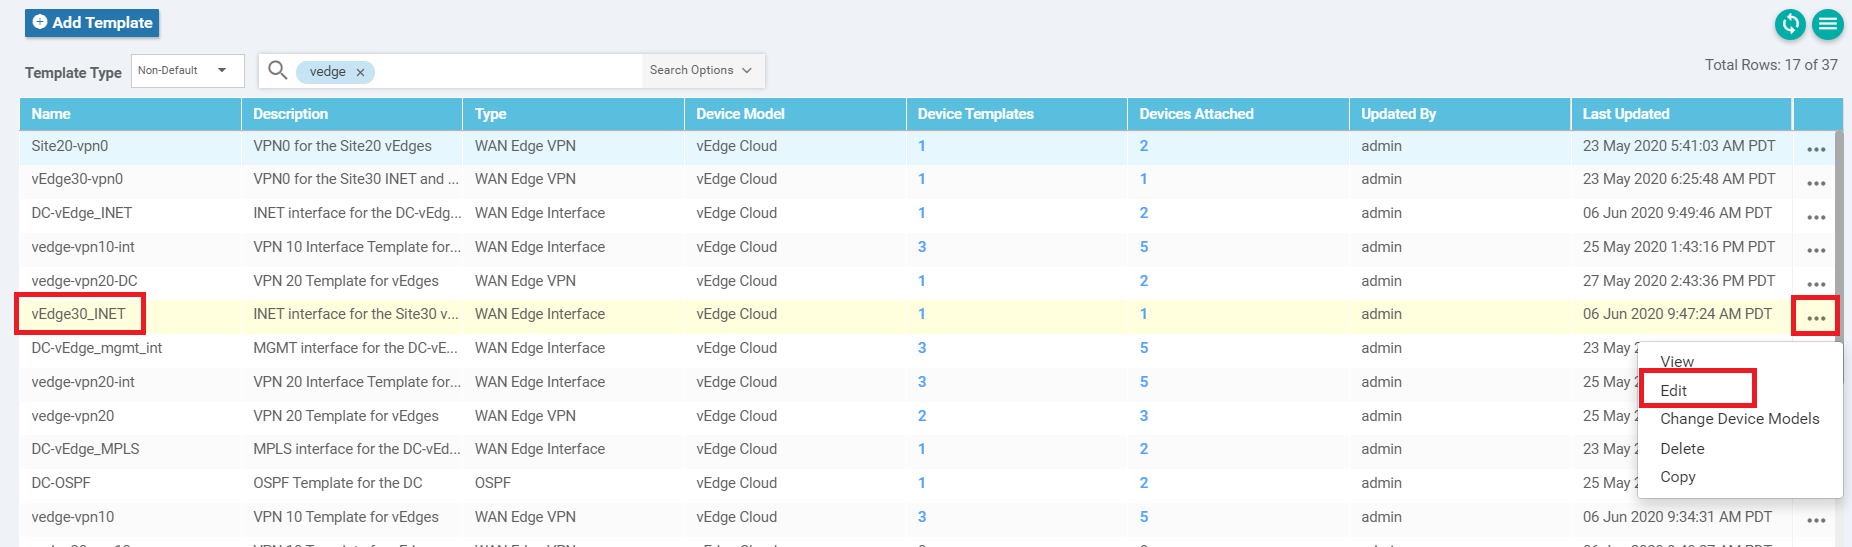 Add Template
Template Type Non-Default vedge × Search Options Total Rows: 17 of 37
Name Description Type Device Model Device Templates Devices Attached Updated By Last Updated
Site20-vpn0 VPN0 for the Site20 vEdges WAN Edge VPN vEdge Cloud 1 2 admin 23 May 2020 5:41:03 AM PDT ...
vEdge30-vpn0 VPN0 for the Site30 INET and ... WAN Edge VPN vEdge Cloud 1 1 admin 23 May 2020 6:25:48 AM PDT ...
DC-vEdge_INET INET interface for the DC-vEdg... WAN Edge Interface vEdge Cloud 1 2 admin 06 Jun 2020 9:49:46 AM PDT ...
vedge-vpn10-int VPN 10 Interface Template for... WAN Edge Interface vEdge Cloud 3 5 admin 25 May 2020 1:43:16 PM PDT ...
vedge-vpn20-DC VPN 20 Template for vEdges WAN Edge VPN vEdge Cloud 1 2 admin 27 May 2020 2:43:36 PM PDT ...
vEdge30_INET INET interface for the Site30 v... WAN Edge Interface vEdge Cloud 1 1 admin 06 Jun 2020 9:47:24 AM PDT ...
DC-vEdge_mgmt_int MGMT interface for the DC-vE... WAN Edge Interface vEdge Cloud 3 5 admin 23 May 2
View
vedge-vpn20-int VPN 20 Interface Template for... WAN Edge Interface vEdge Cloud 3 5 admin 25 May 2
Edit
vedge-vpn20 VPN 20 Template for vEdges WAN Edge VPN vEdge Cloud 2 3 admin 25 May 2
Change Device Models
DC-vEdge_MPLS MPLS interface for the DC-vEd... WAN Edge Interface vEdge Cloud 1 2 admin 23 May 2
Delete
DC-OSPF OSPF Template for the DC OSPF vEdge Cloud 1 2 admin 25 May 2
Copy
vedge-vpn10 VPN 10 Template for vEdges WAN Edge VPN vEdge Cloud 3 5 admin 06 Jun 2020 9:34:31 AM PDT ...